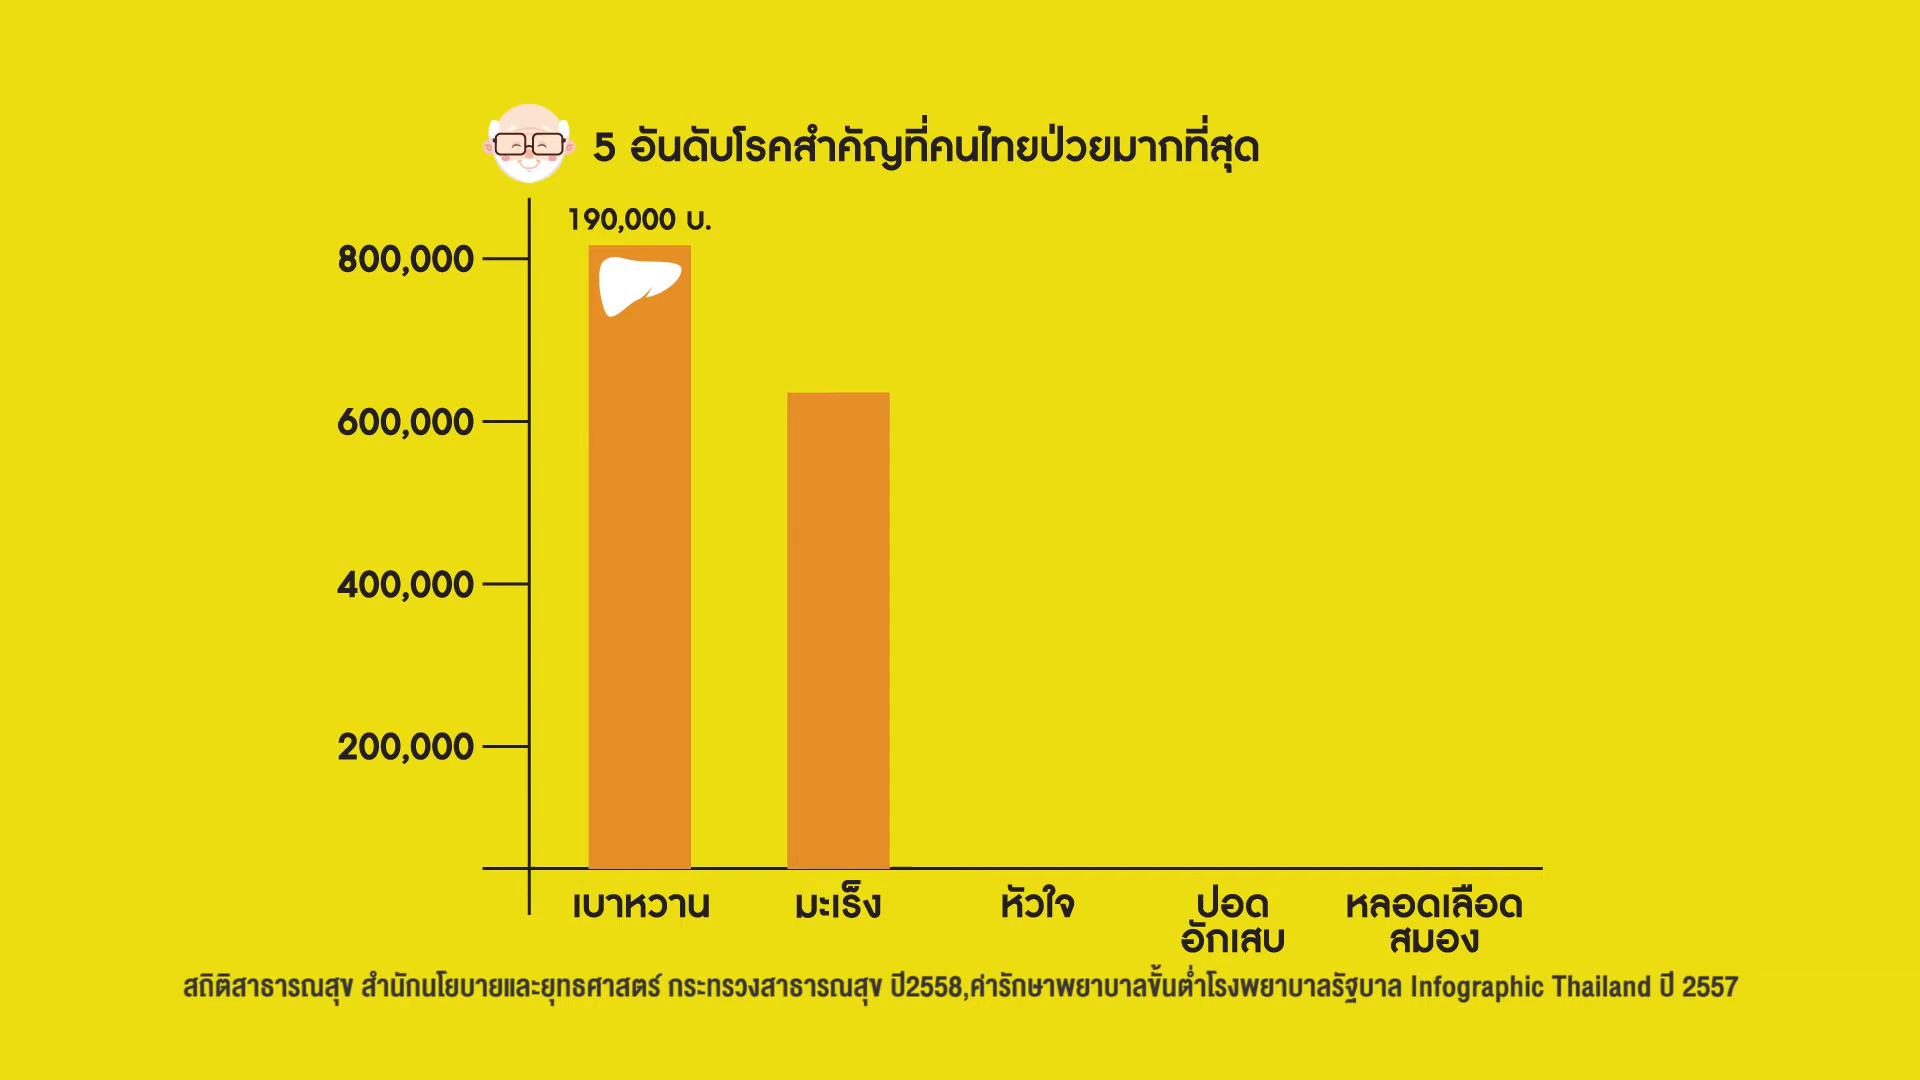 5 อันดับโรคสำคัญที่คนไทยป่วยมากที่สุด
190,000 บ.
800,000
600,000
400,000
200,000
เบาหวาน
มะเร็ง
หัวใจ
ปอด
อักเสบ
หลอดเลือด
สมอง
สถิติสาธารณสุข สำนักนโยบายและยุทธศาสตร์ กระทรวงสาธารณสุข ปี2558,ค่ารักษาพยาบาลขั้นต่ำโรงพยาบาลรัฐบาล Infographic Thailand ปี 2557